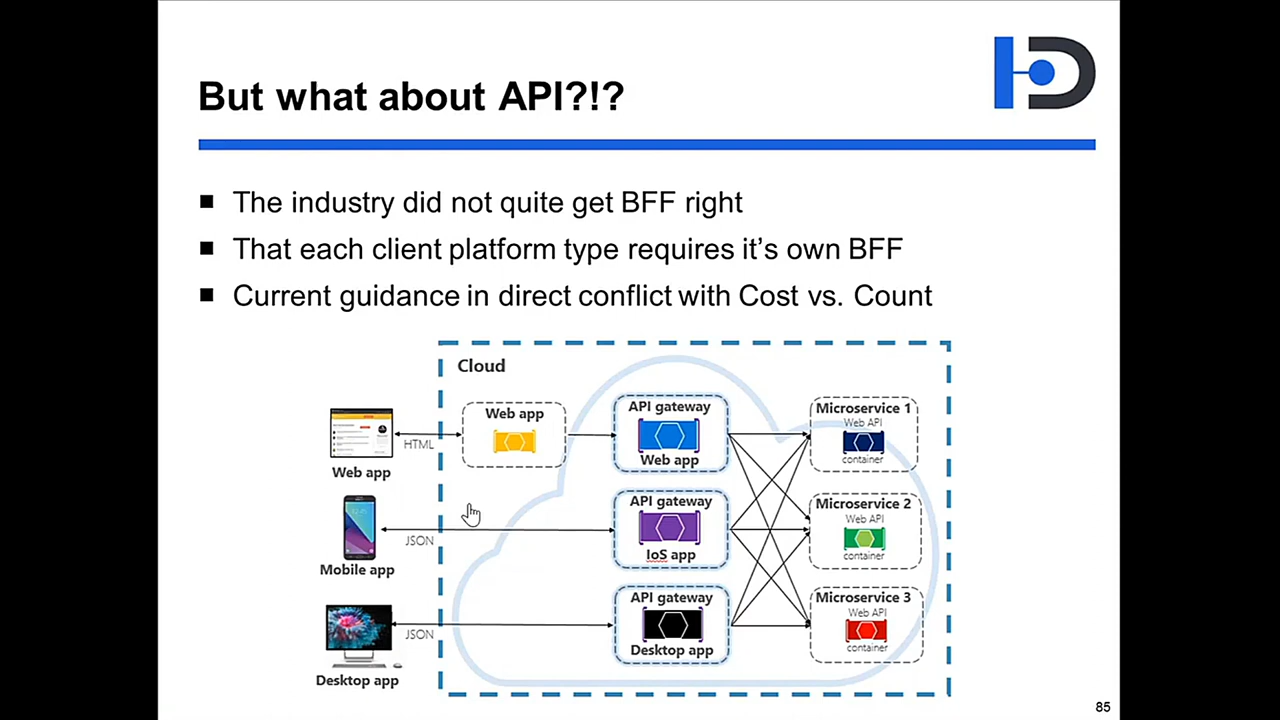 But what about API?!?
The industry did not quite get BFF right
That each client platform type requires it's own BFF
Current guidance in direct conflict with Cost vs. Count
Cloud
Web app
HTML
Web app
API gateway
Web app
Microservice 1
Web API
container
Mobile app
JSON
API gateway
IoS app
Microservice 2
Web API
container
Desktop app
JSON
API gateway
Desktop app
Microservice 3
Web API
container
85